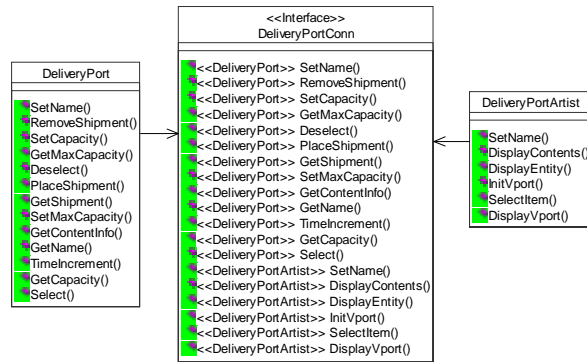 DeliveryPort
SetName()
RemoveShipment()
SetCapacity()
GetMaxCapacity()
Deselect()
PlaceShipment()
GetShipment()
SetMaxCapacity()
GetContentInfo()
GetName()
TimeIncrement()
GetCapacity()
Select()
<<Interface>>
DeliveryPortConn
<<DeliveryPort>> SetName()
<<DeliveryPort>> RemoveShipment()
<<DeliveryPort>> SetCapacity()
<<DeliveryPort>> GetMaxCapacity()
<<DeliveryPort>> Deselect()
<<DeliveryPort>> PlaceShipment()
<<DeliveryPort>> GetShipment()
<<DeliveryPort>> SetMaxCapacity()
<<DeliveryPort>> GetContentInfo()
<<DeliveryPort>> GetName()
<<DeliveryPort>> TimeIncrement()
<<DeliveryPort>> GetCapacity()
<<DeliveryPort>> Select()
<<DeliveryPortArtist>> SetName()
<<DeliveryPortArtist>> DisplayContents()
<<DeliveryPortArtist>> DisplayEntity()
<<DeliveryPortArtist>> InitVport()
<<DeliveryPortArtist>> SelectItem()
<<DeliveryPortArtist>> DisplayVport()
DeliveryPortArtist
SetName()
DisplayContents()
DisplayEntity()
InitVport()
SelectItem()
DisplayVport()